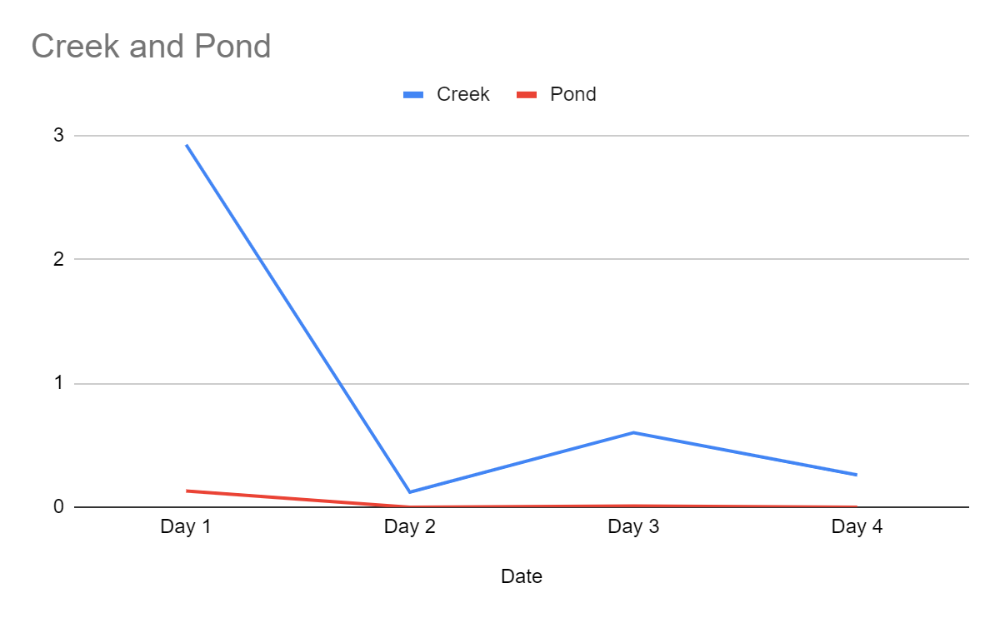 Creek and Pond
Creek Pond
3
2
1
0
Day 1 Day 2 Day 3 Day 4
Date